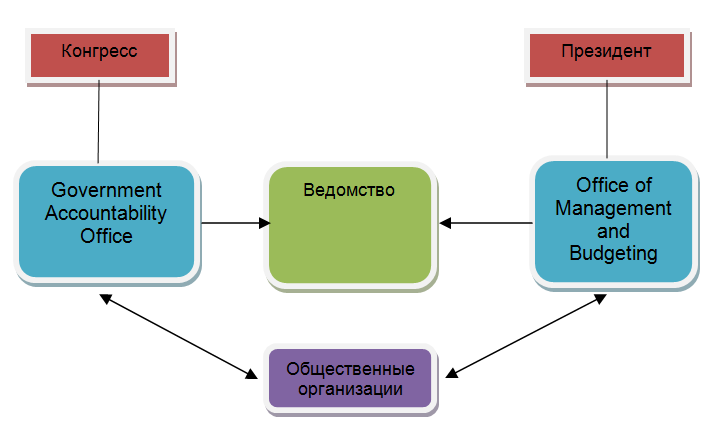 Конгресс
Президент
Government
Accountability
Office
Ведомство
Office of
Management
and
Budgeting
Общественные
организации